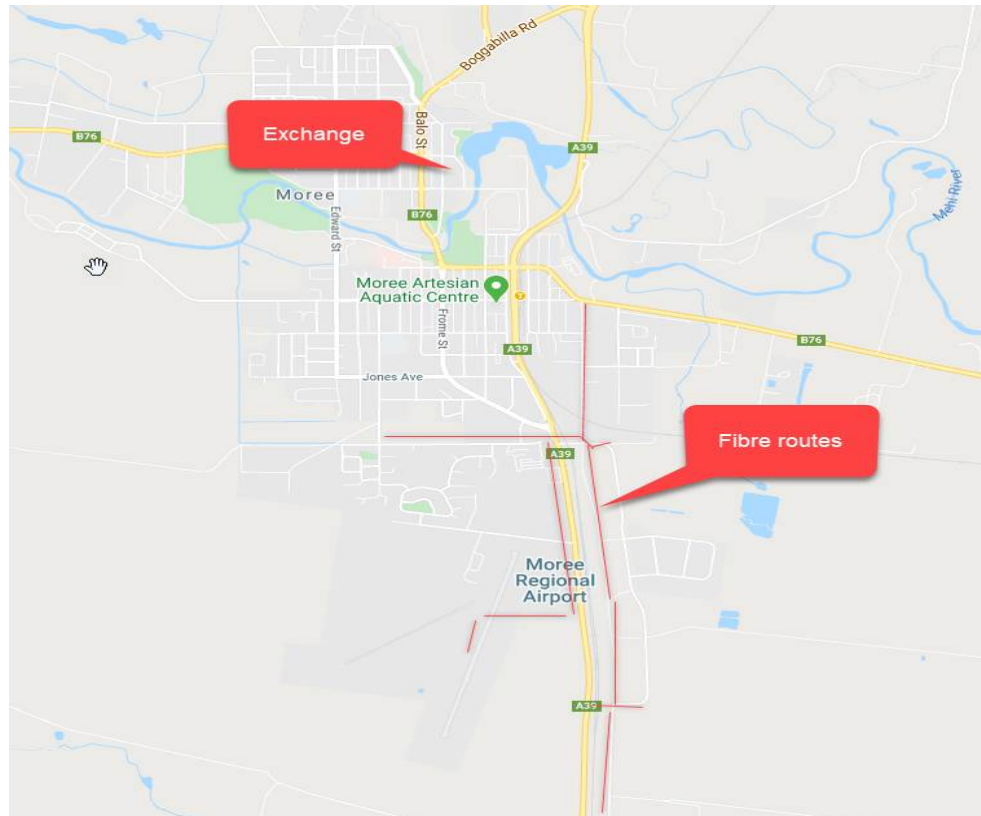 Boggabilla Rd
Exchange
Balo St
B76
A39
Mehi River
Moree
Edward St
B76
Moree Artesian
Aquatic Centre
Frome St
B76
A39
Jones Ave
Fibre routes
A39
Moree
Regional
Airport
A39